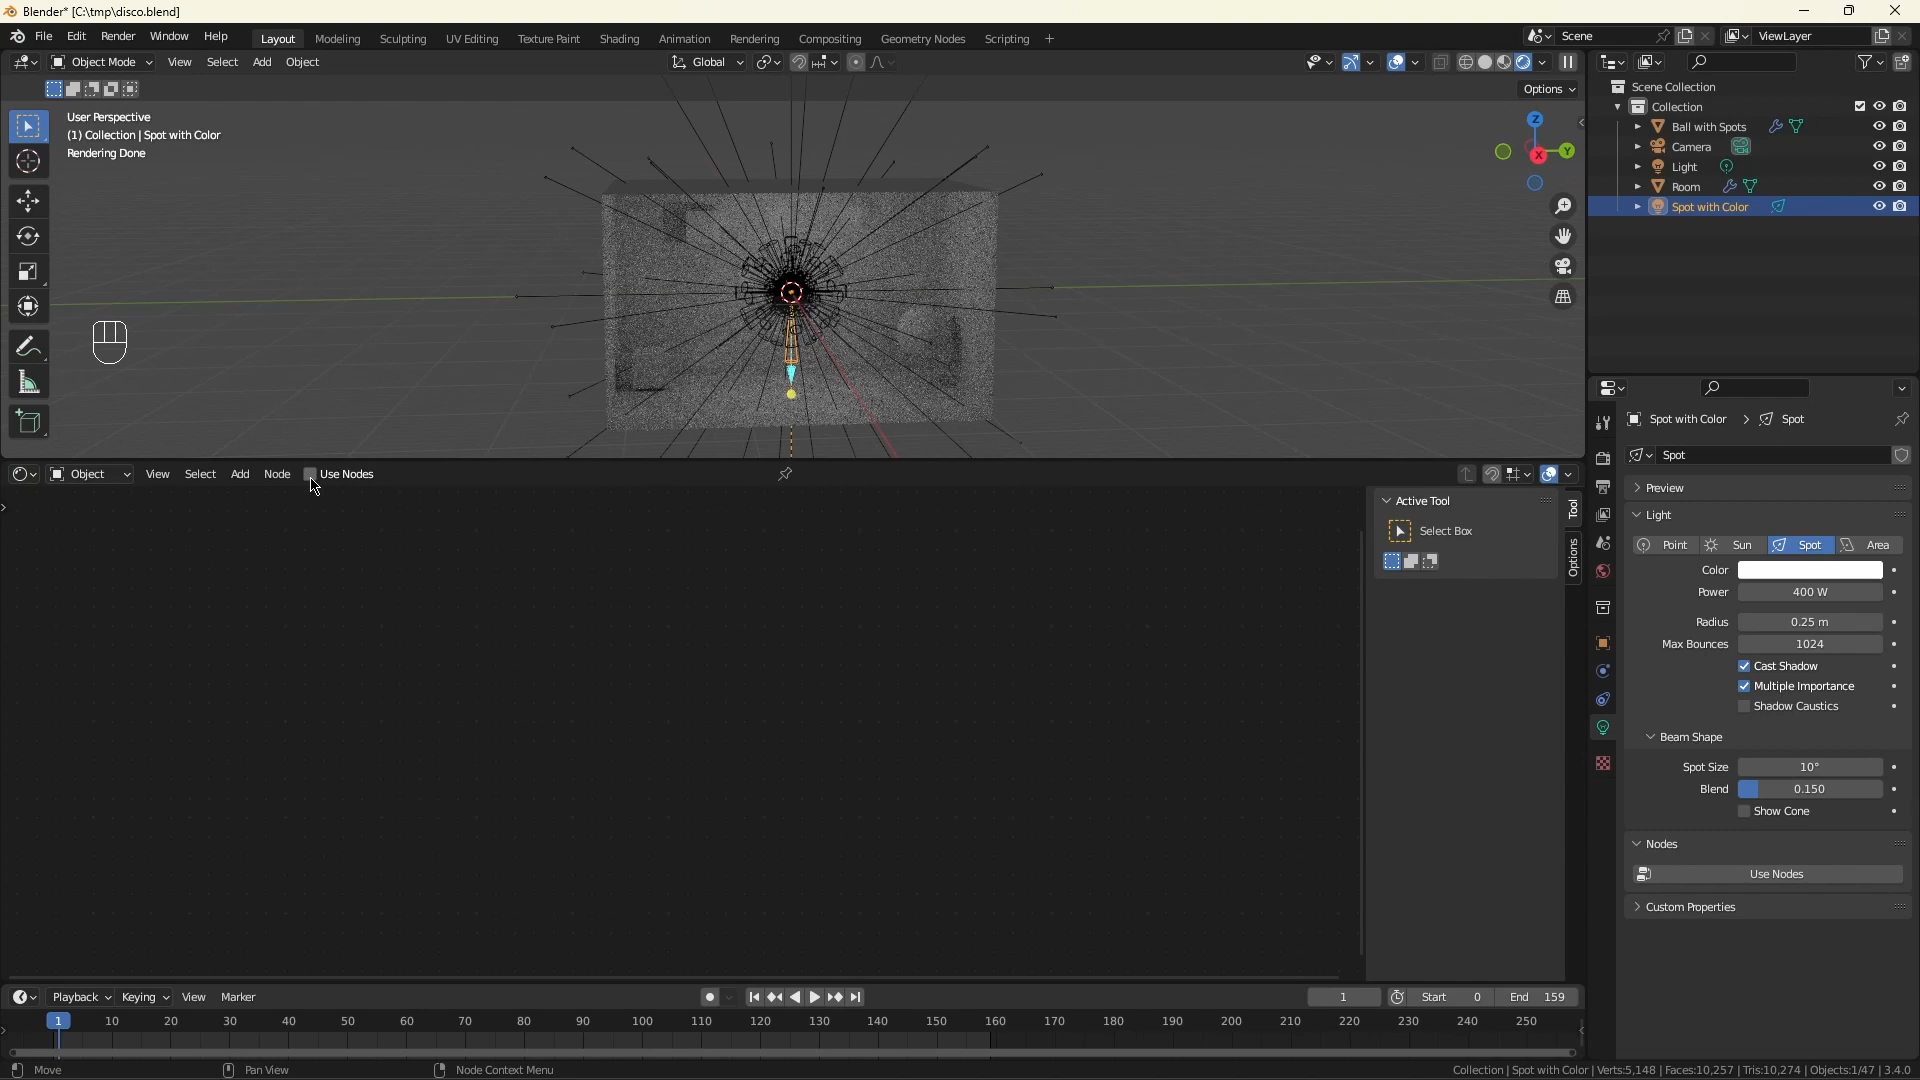 Blender* [C:\tmp\disco.blend]
File Edit Render Window Help Layout Modeling Sculpting UV Editing Texture Paint Shading Animation Rendering Compositing Geometry Nodes Scripting + Scene ViewLayer
Object Mode View Select Add Object Global
Options
User Perspective
(1) Collection | Spot with Color
Rendering Done
Z
Y
X
Scene Collection
Collection
Ball with Spots
Camera
Light
Room
Spot with Color
Object View Select Add Node Use Nodes
Active Tool
Select Box
Tool
Options
Spot with Color > Spot
Spot
Preview
Light
Point Sun Spot Area
Color
Power 400 W
Radius 0.25 m
Max Bounces 1024
Cast Shadow
Multiple Importance
Shadow Caustics
Beam Shape
Spot Size 10°
Blend 0.150
Show Cone
Nodes
Use Nodes
Custom Properties
Playback Keying View Marker 1 Start 0 End 159
1 10 20 30 40 50 60 70 80 90 100 110 120 130 140 150 160 170 180 190 200 210 220 230 240 250
Move Pan View Node Context Menu Collection | Spot with Color | Verts:5,148 | Faces:10,257 | Tris:10,274 | Objects:1/47 | 3.4.0